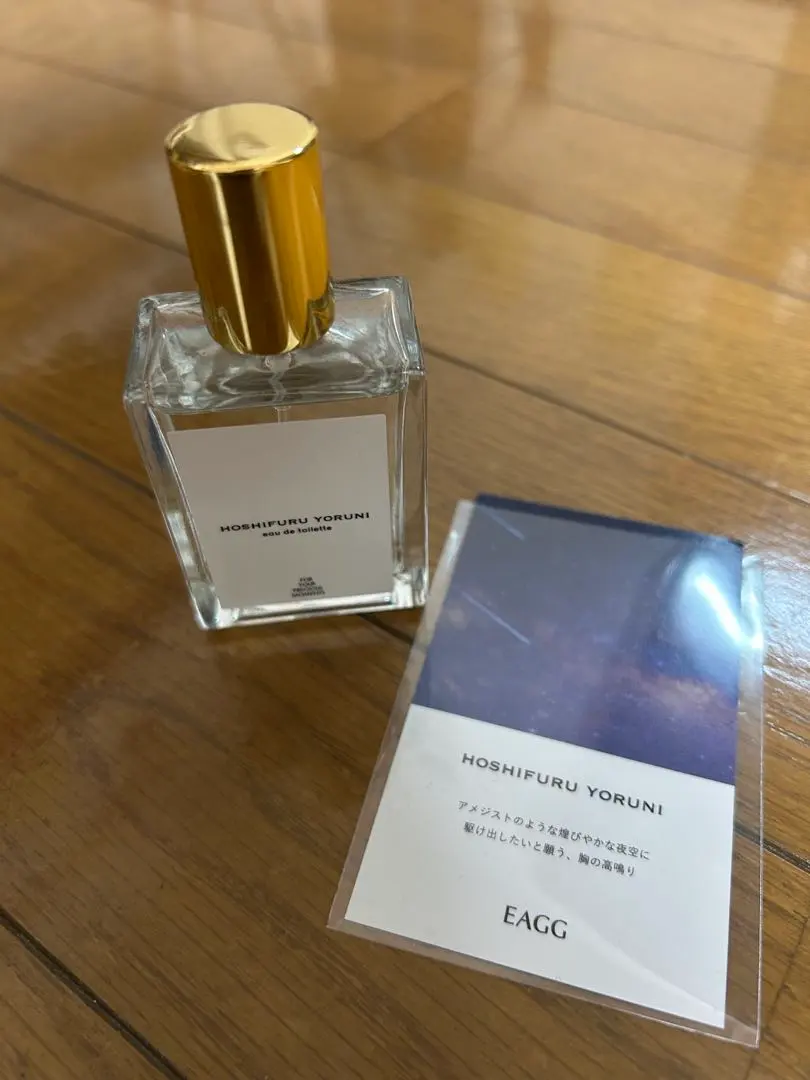 HOSHIFURU YORUNI
eau de toilette
FOR
YOUR
PRECIOUS
MOMENTS
HOSHIFURU YORUNI
アメジストのような煌びやかな夜空に
駆け出したいと願う、胸の高鳴り
EAGG